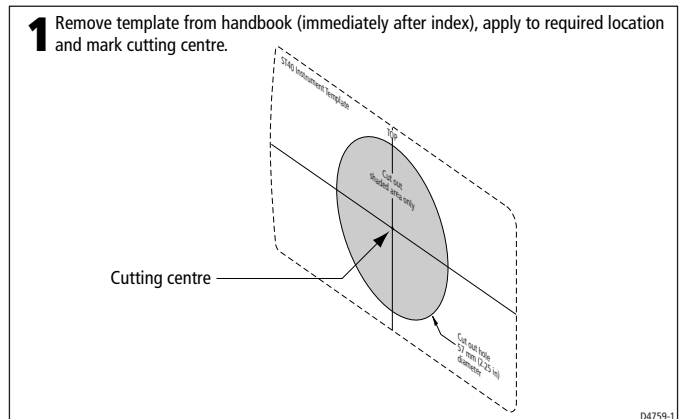 1 Remove template from handbook (immediately after index), apply to required location
and mark cutting centre.
ST40 Instrument Template
TOP
Cut out
shaded area only
Cutting centre
Cut out hole
57 mm (2.25 in)
diameter
D4759-1